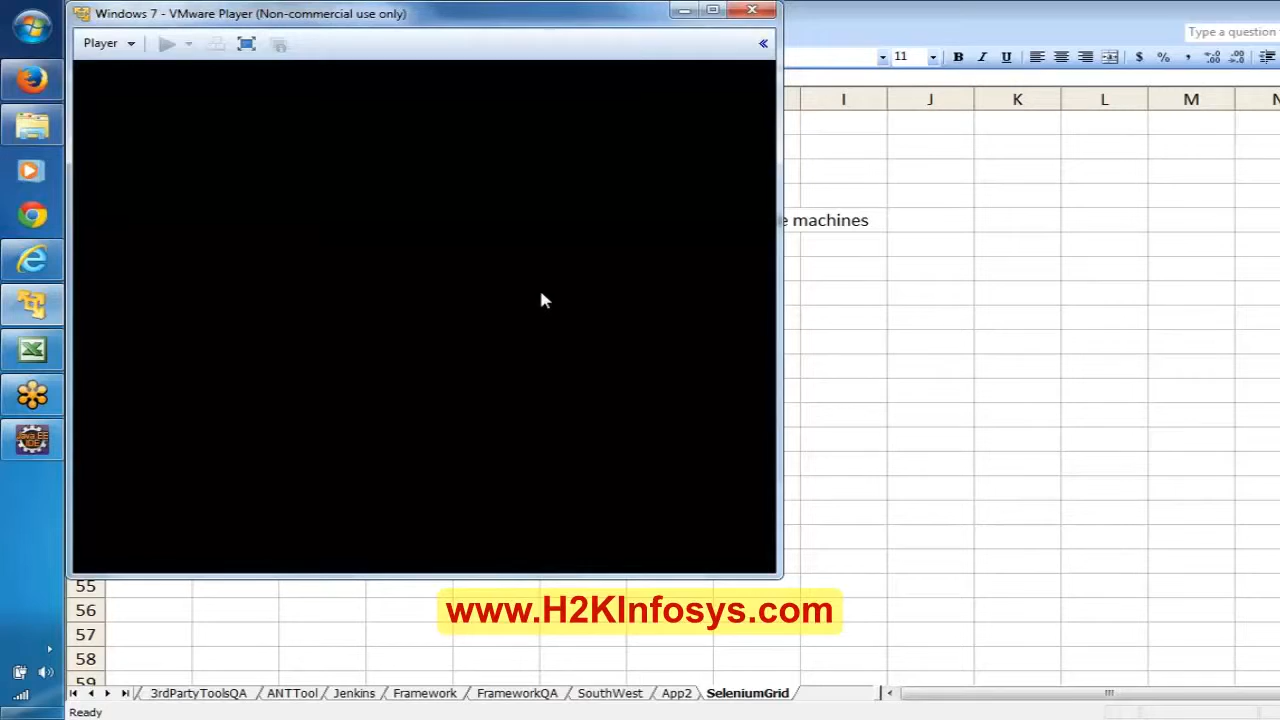 Windows 7 - VMware Player (Non-commercial use only)
Type a question
Player
11 B I U $ % ,
I J K L M
machines
55
56
57
58
59
www.H2KInfosys.com
3rdPartyToolsQA ANTTool Jenkins Framework FrameworkQA SouthWest App2 SeleniumGrid
Ready